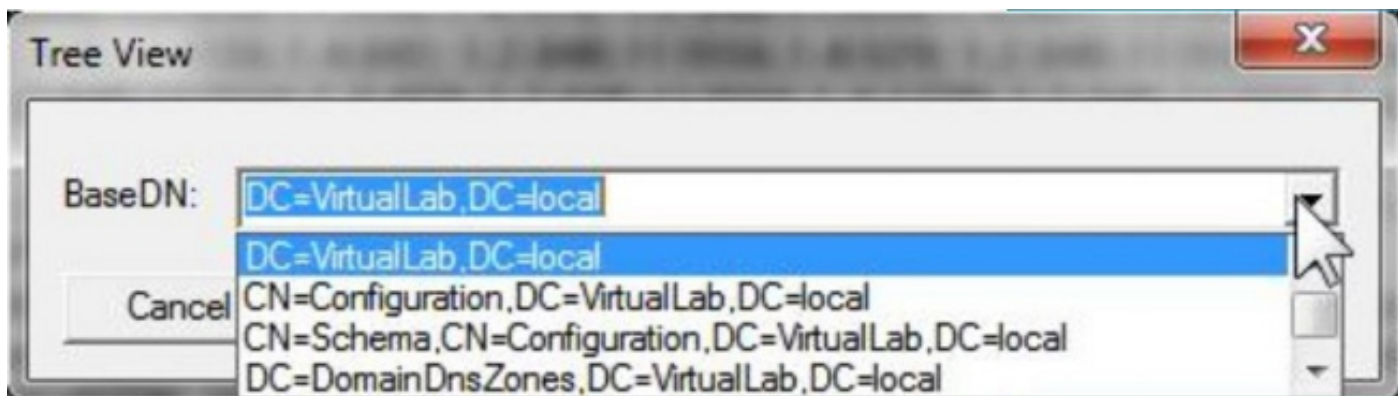 Tree View
BaseDN: DC=VirtualLab,DC=local
DC=VirtualLab,DC=local
Cancel CN=Configuration,DC=VirtualLab,DC=local
CN=Schema,CN=Configuration,DC=VirtualLab,DC=local
DC=DomainDnsZones,DC=VirtualLab,DC=local